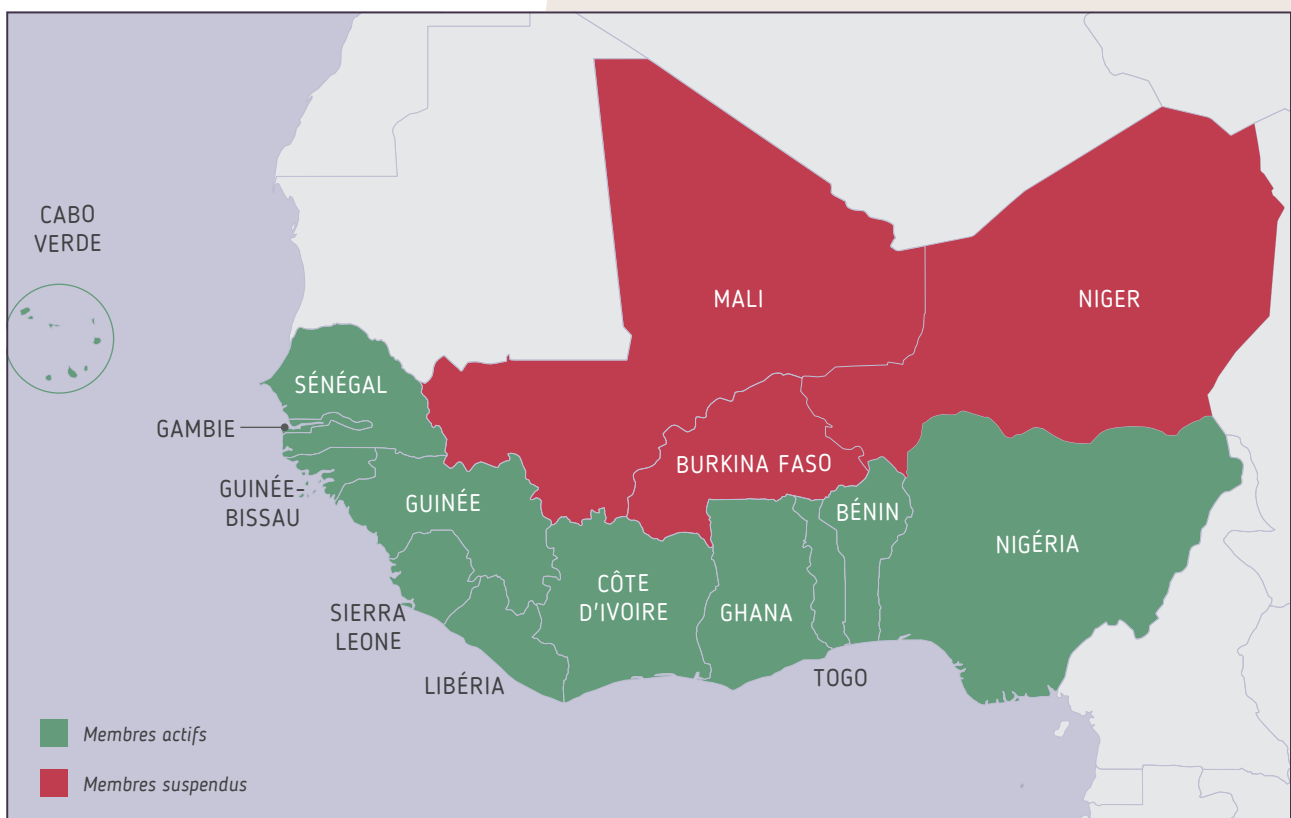 CABO
VERDE
MALI
NIGER
SÉNÉGAL
GAMBIE
BURKINA FASO
GUINÉE-
BISSAU
GUINÉE
BÉNIN
NIGÉRIA
CÔTE
D'IVOIRE
GHANA
SIERRA
LEONE
TOGO
LIBÉRIA
Membres actifs
Membres suspendus